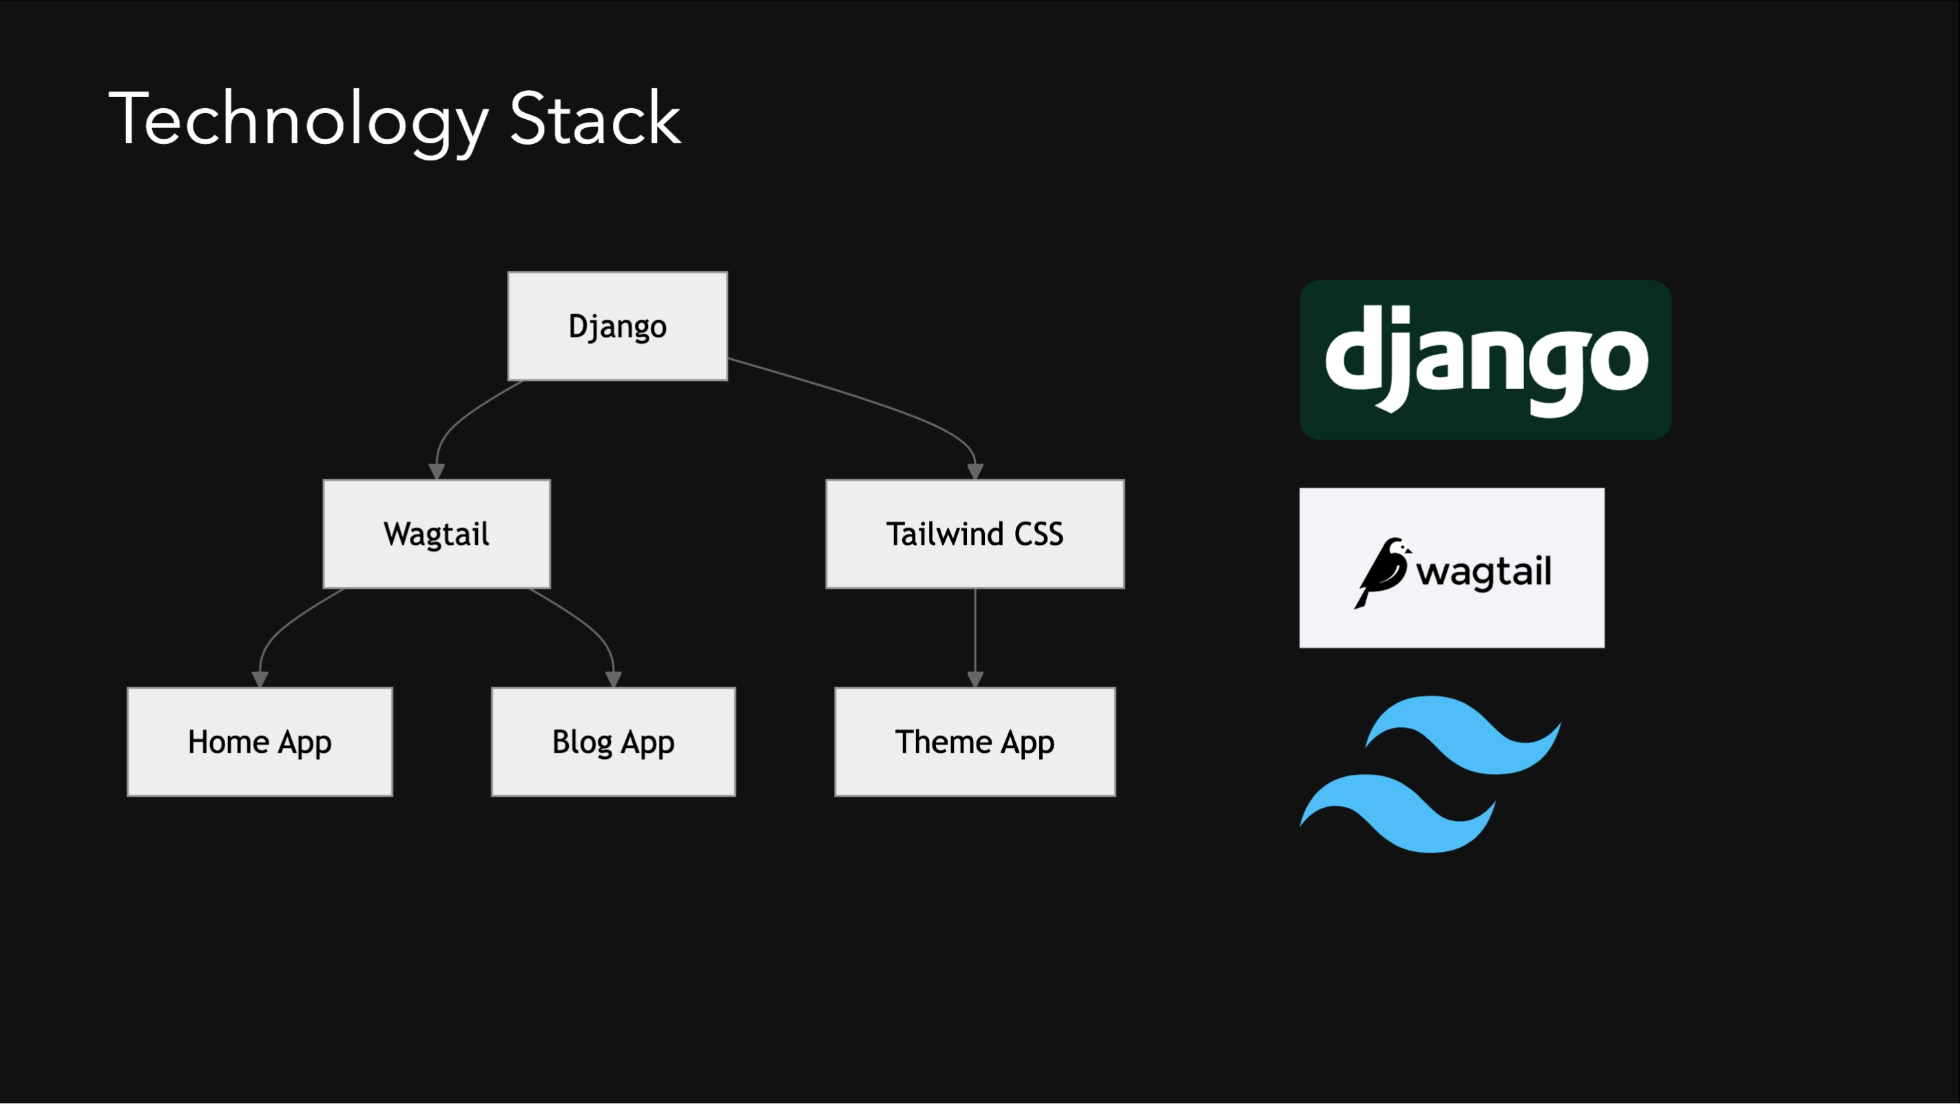 Technology Stack
Django
Wagtail
Tailwind CSS
Home App
Blog App
Theme App
django
wagtail